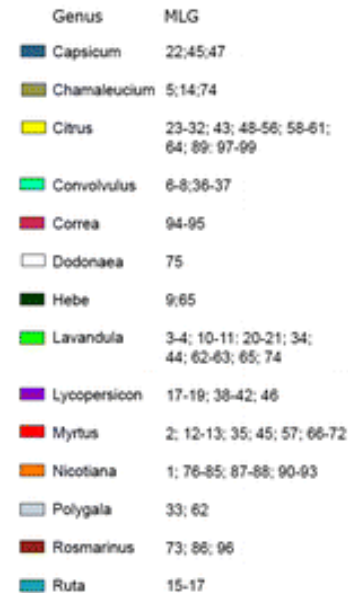 Genus MLG
Capsicum 22;45;47
Chamaleucium 5;14;74
Citrus 23-32; 43; 48-56; 58-61;
64; 89: 97-99
Convolvulus 6-8;36-37
Correa 94-95
Dodonaea 75
Hebe 9;65
Lavandula 3-4; 10-11: 20-21; 34;
44; 62-63; 65; 74
Lycopersicon 17-19; 38-42; 46
Myrtus 2; 12-13; 35; 45; 57; 66-72
Nicotiana 1; 76-85; 87-88; 90-93
Polygala 33; 62
Rosmarinus 73; 86; 96
Ruta 15-17